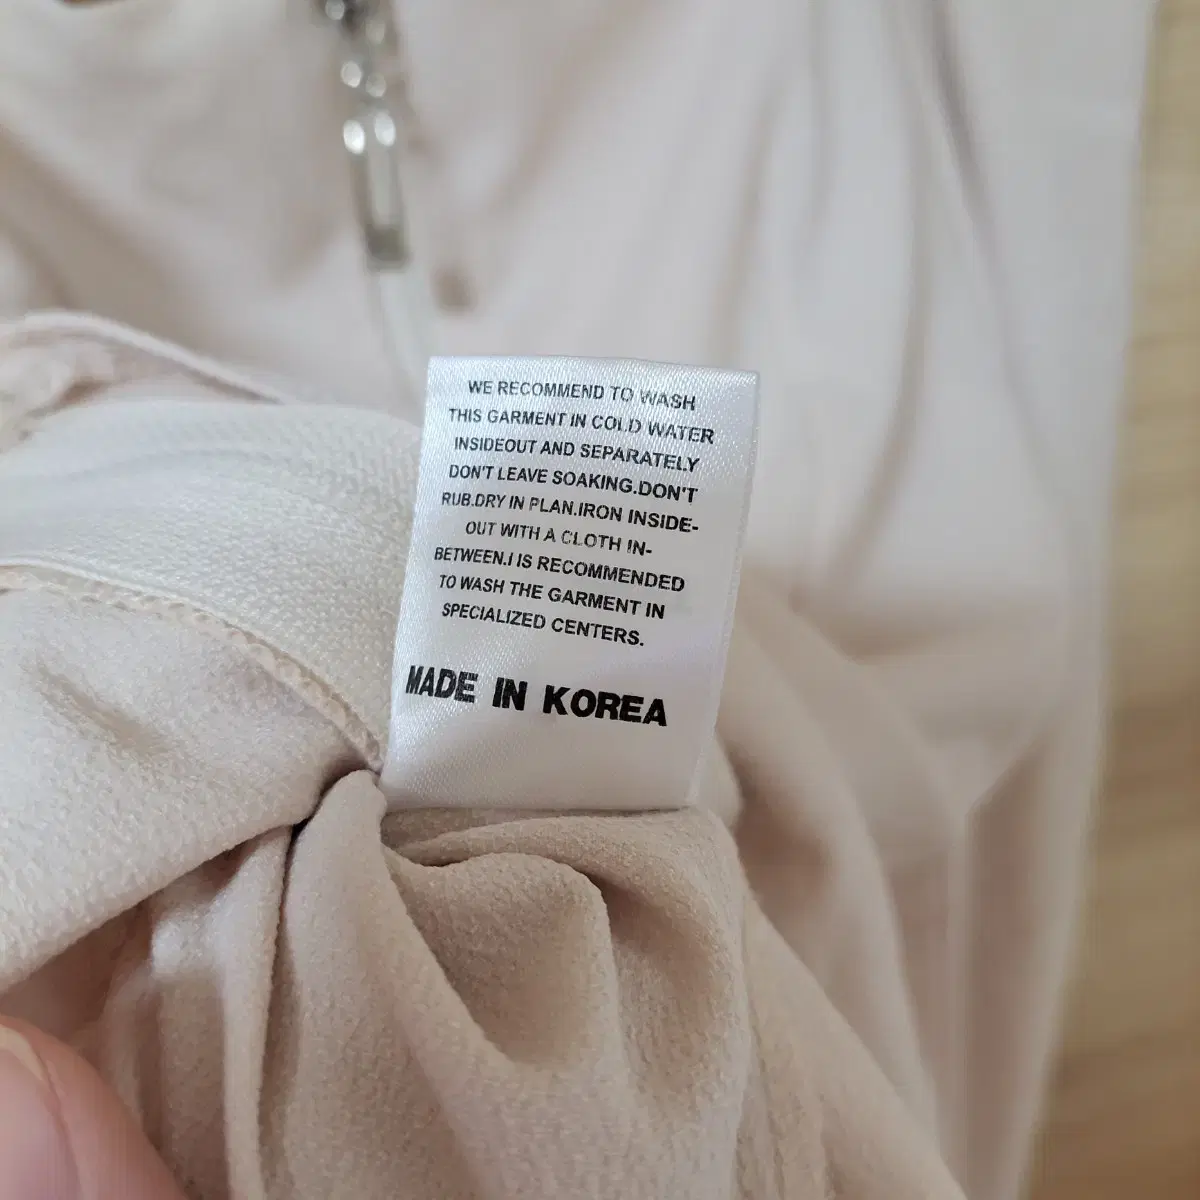 WE RECOMMEND TO WASH
THIS GARMENT IN COLD WATER
INSIDEOUT AND SEPARATELY
DON'T LEAVE SOAKING.DON'T
RUB.DRY IN PLAN.IRON INSIDE-
OUT WITH A CLOTH IN-
BETWEEN.I IS RECOMMENDED
TO WASH THE GARMENT IN
SPECIALIZED CENTERS.
MADE IN KOREA